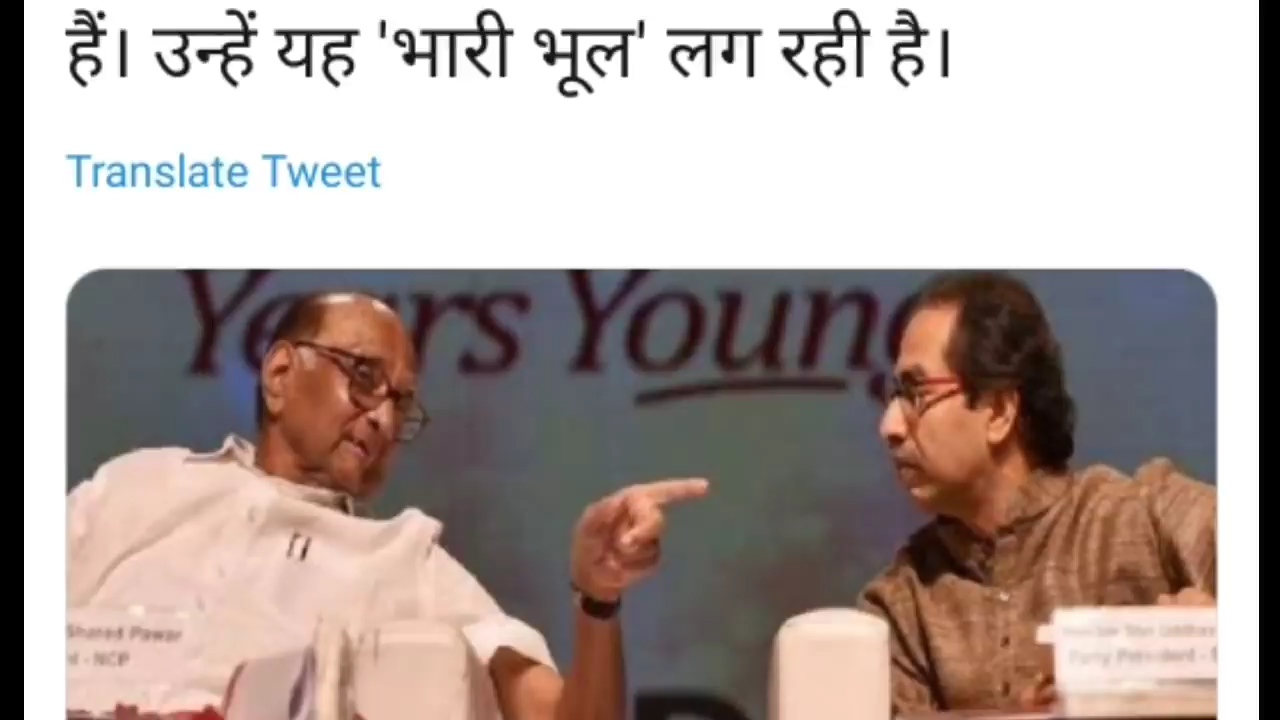 हैं। उन्हें यह 'भारी भूल' लग रही है।
Translate Tweet
Years Young
Sharad Pawar
- NCP
Party President -